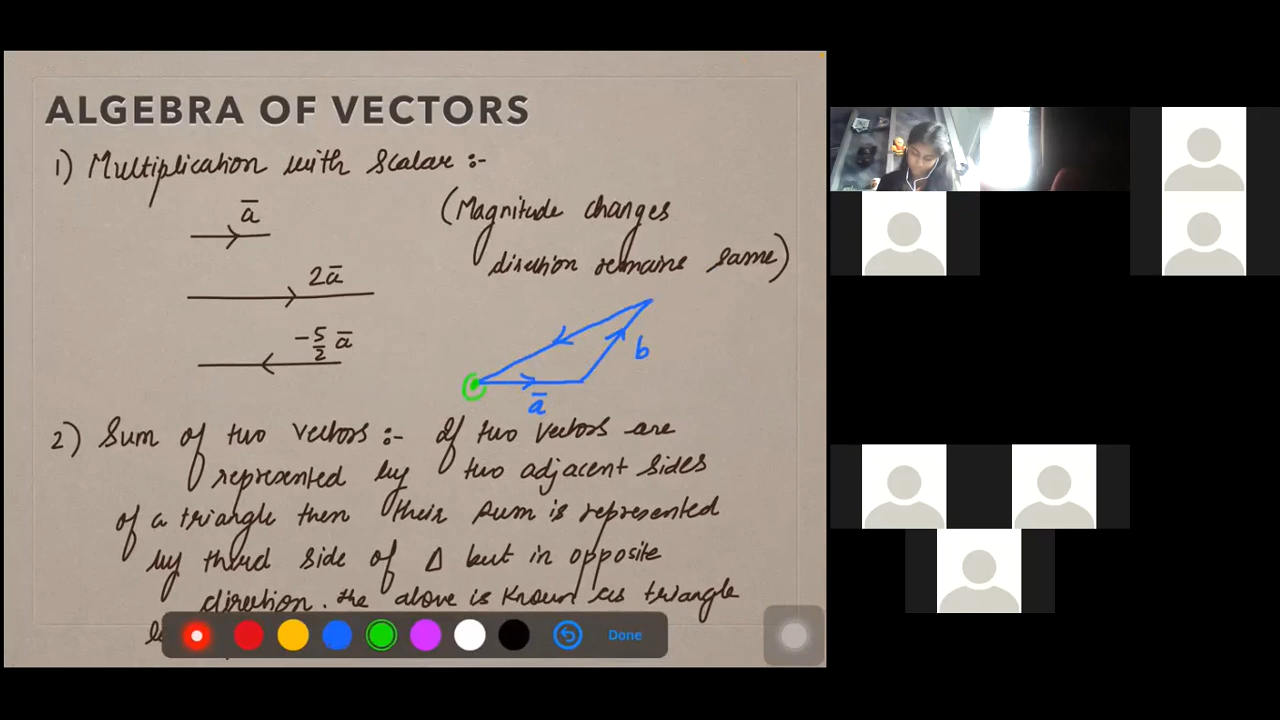 ALGEBRA OF VECTORS
1) Multiplication with scalar :-
a̅
(Magnitude changes
direction remains same)
2a̅
-5/2 a̅
b
a̅
2) Sum of two vectors :- If two vectors are
represented by two adjacent sides
of a triangle then their sum is represented
by third side of Δ but in opposite
direction. The above is known as triangle
Done